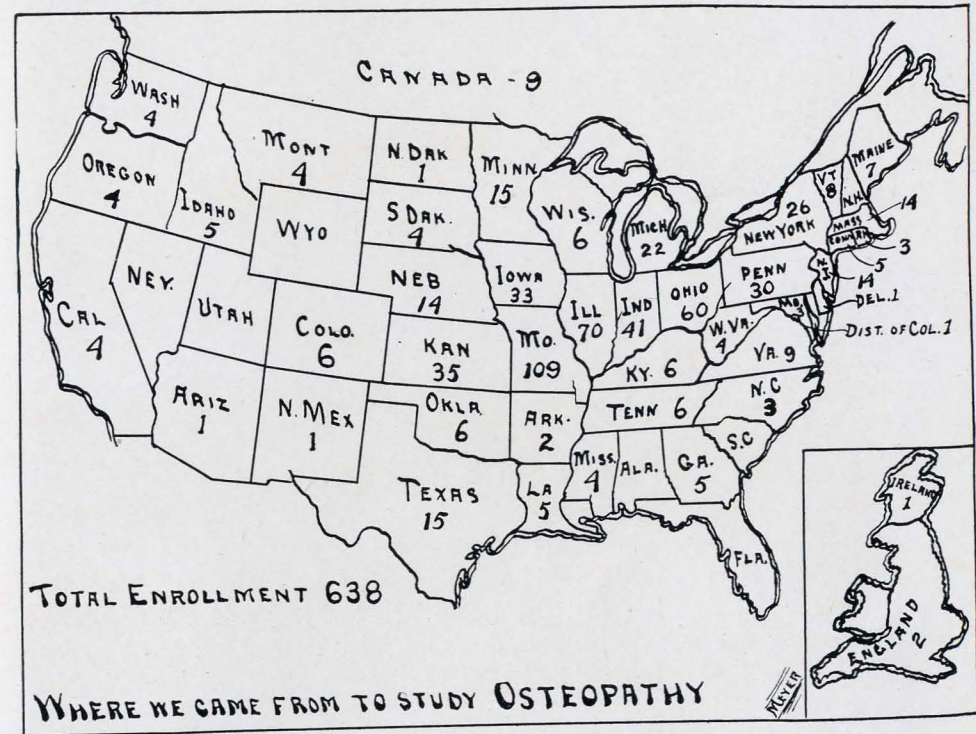 CANADA - 9
WASH
4
OREGON
4
IDAHO
5
MONT
4
WYO
N. DAK
1
S DAK.
4
NEB
14
MINN
15
WIS.
6
MICH
22
IOWA
33
ILL
70
IND
41
OHIO
60
PENN
30
26
NEW YORK
VT
8
N.H.
MAINE
7
MASS
14
CONN
R.I.
3
5
N.J.
14
DEL. 1
MD.
3
DIST. OF COL. 1
W. VA.
4
VA. 9
KY. 6
N.C
3
TENN 6
S.C
GA.
5
ALA.
MISS.
4
FLA.
CAL
4
NEV.
UTAH
COLO.
6
KAN
35
MO.
109
ARIZ
1
N. MEX
1
OKLA
6
ARK.
2
TEXAS
15
LA
5
IRELAND
1
ENGLAND
2
TOTAL ENROLLMENT 638
WHERE WE CAME FROM TO STUDY OSTEOPATHY
MEYER